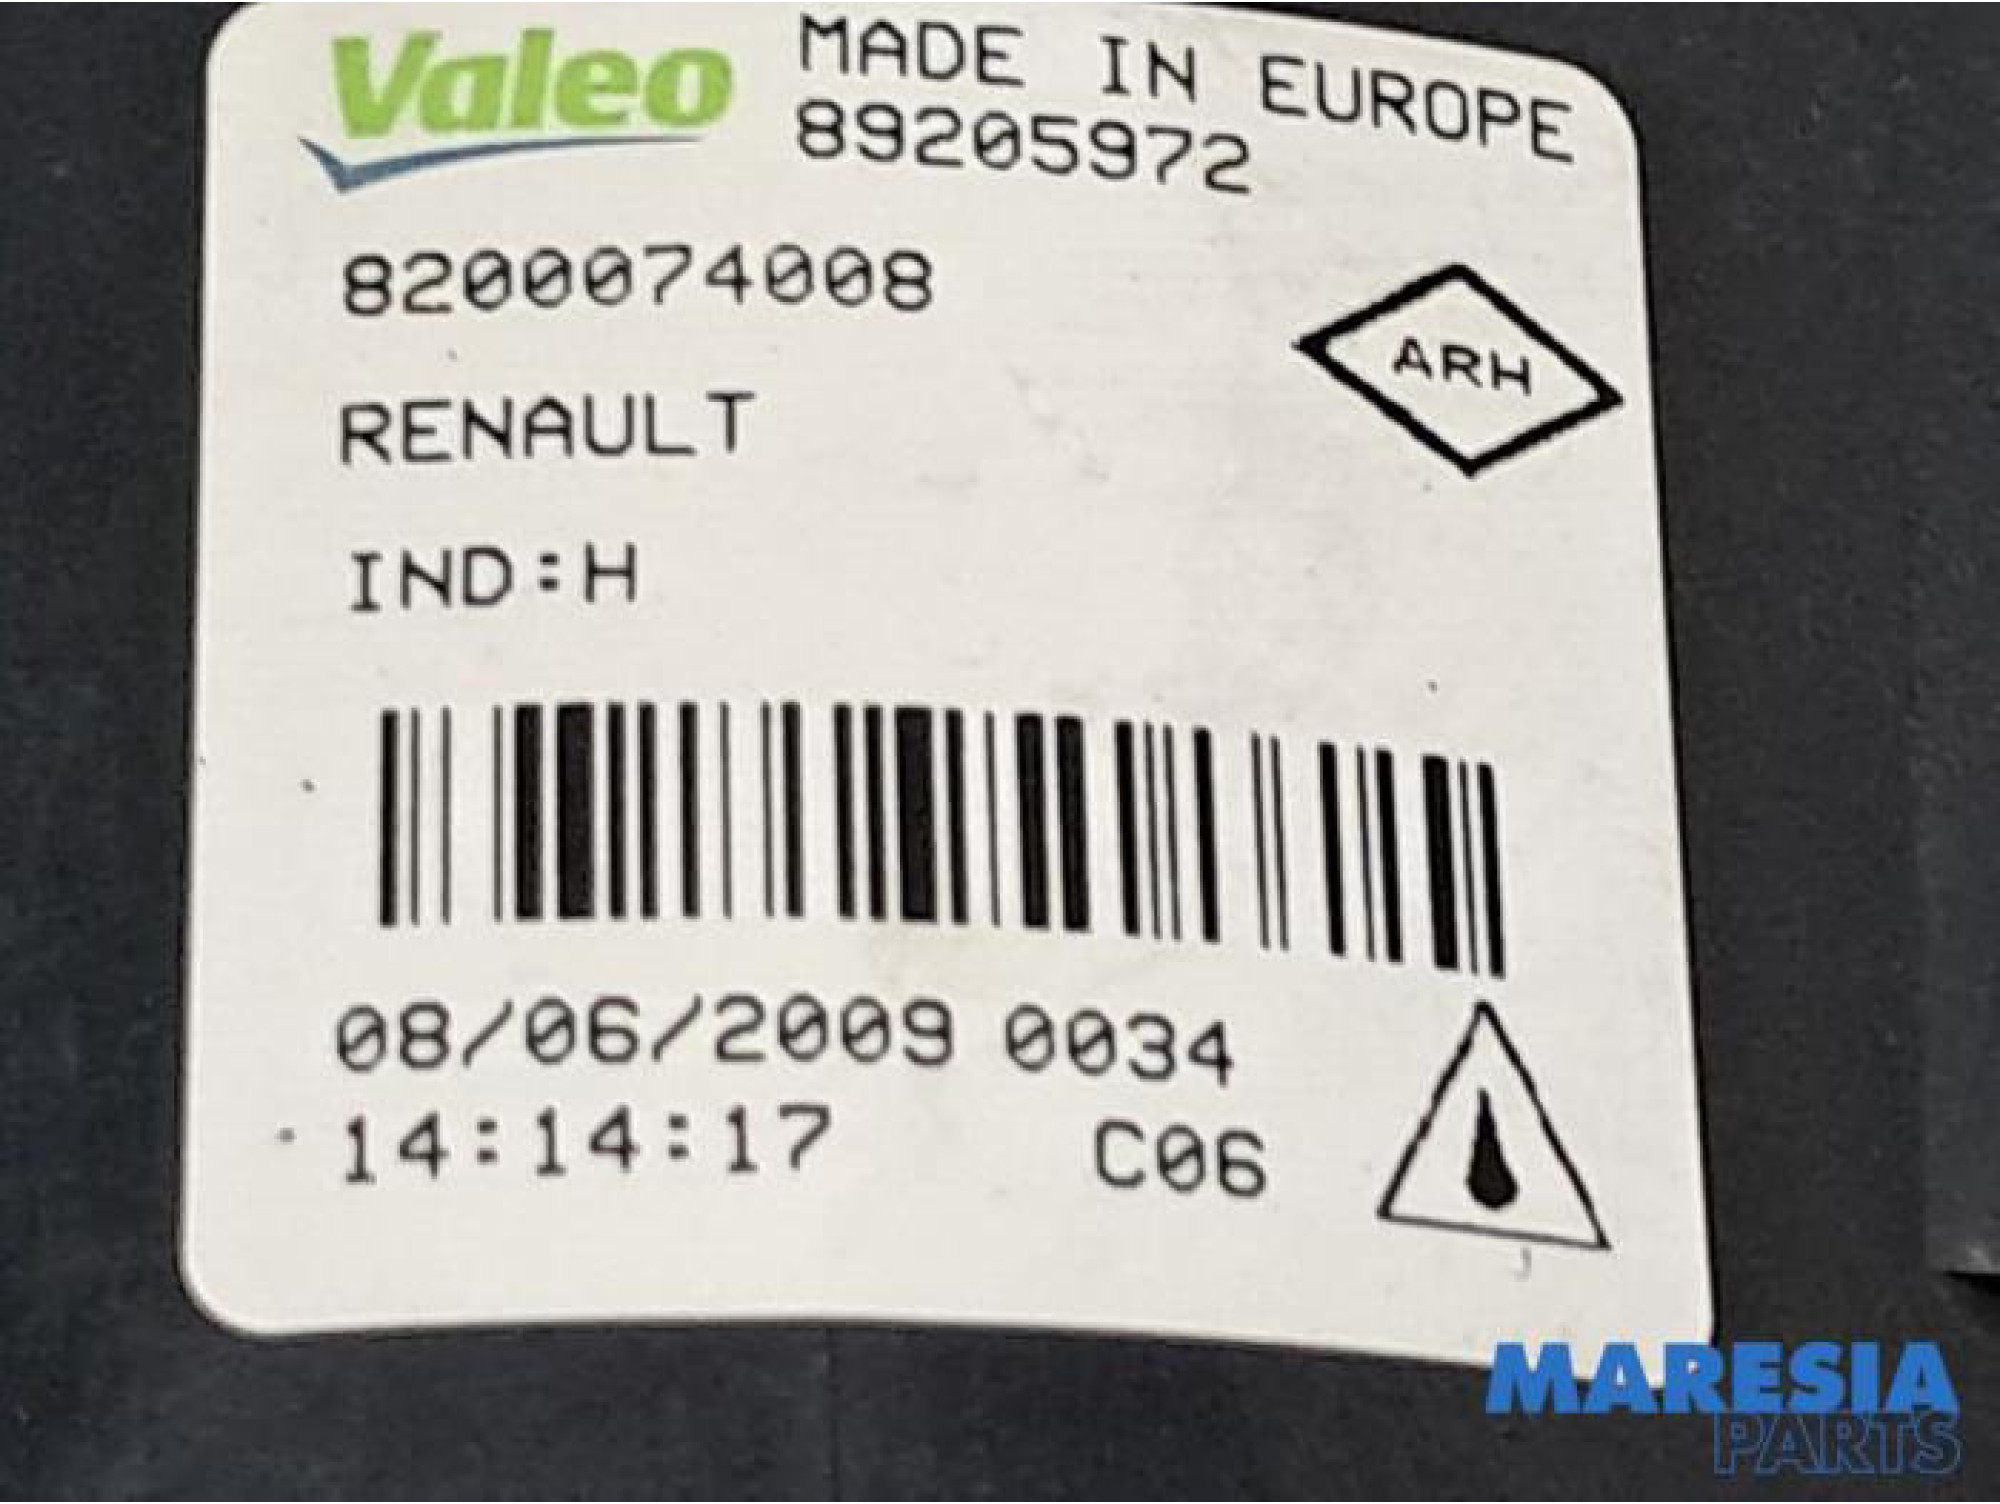 Valeo MADE IN EUROPE
89205972
8200074008
ARH
RENAULT
IND:H
08/06/2009 0034
14:14:17 C06
MARESIA
PARTS